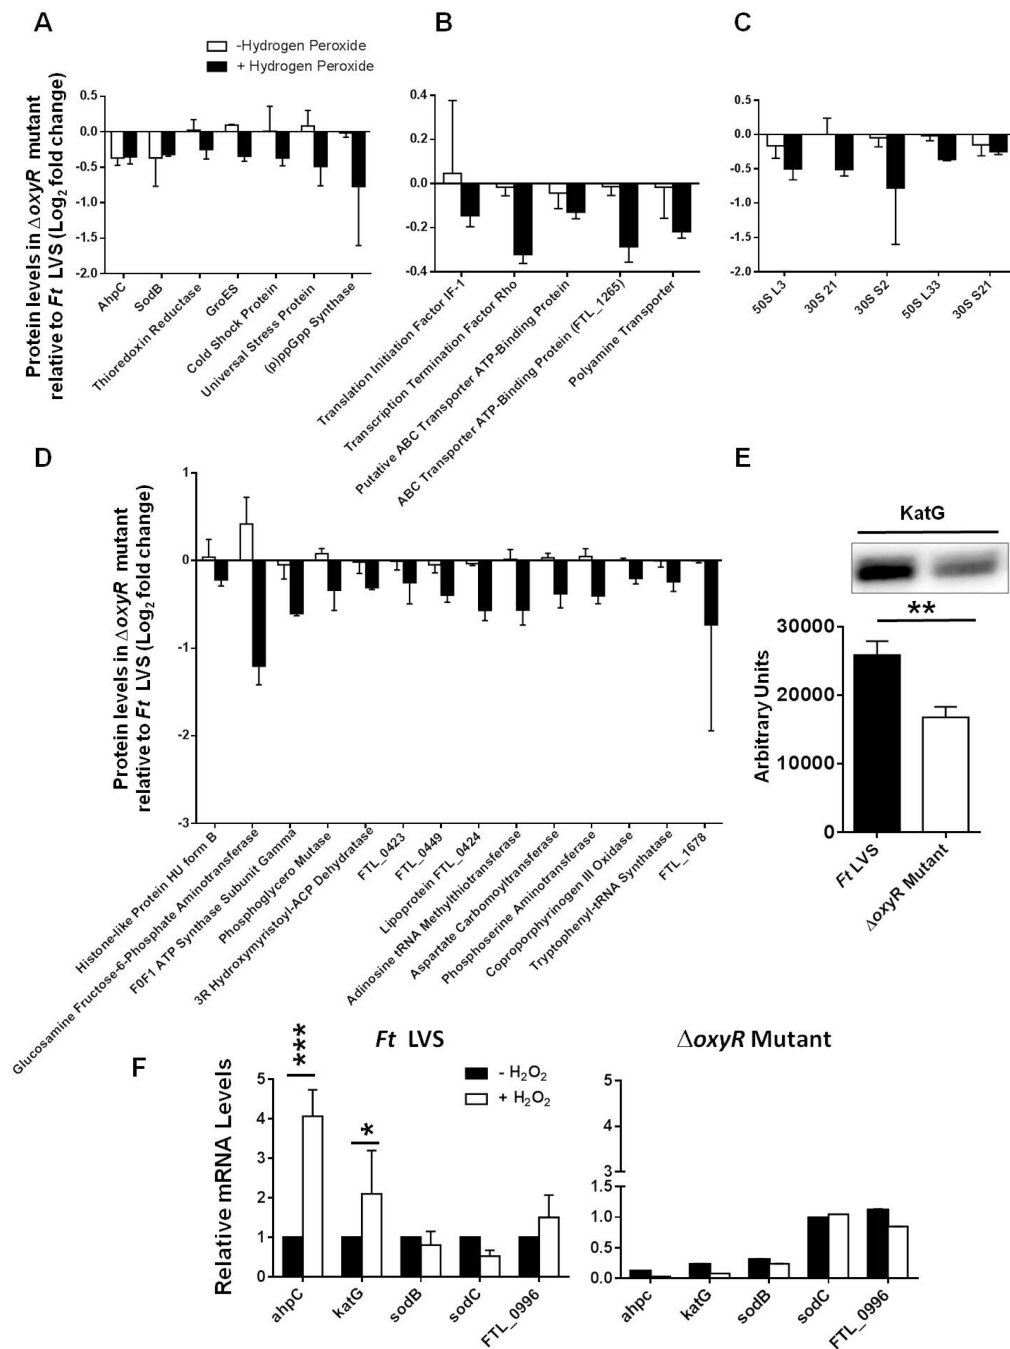 A
B
C
-Hydrogen Peroxide
+ Hydrogen Peroxide
Protein levels in ΔoxyR mutant
relative to Ft LVS (Log2 fold change)
0.5
0.0
-0.5
-1.0
-1.5
-2.0
AhpC
SodB
Thioredoxin Reductase
GroES
Cold Shock Protein
Universal Stress Protein
(p)ppGpp Synthase
0.4
0.2
0.0
-0.2
-0.4
Translation Initiation Factor IF-1
Transcription Termination Factor Rho
Putative ABC Transporter ATP-Binding Protein
ABC Transporter ATP-Binding Protein (FTL_1265)
Polyamine Transporter
0.5
0.0
-0.5
-1.0
-1.5
-2.0
50S L3
30S 21
30S S2
50S L33
30S S21
D
Protein levels in ΔoxyR mutant
relative to Ft LVS (Log2 fold change)
1
0
-1
-2
-3
Histone-like Protein HU form B
Glucosamine Fructose-6-Phosphate Aminotransferase
F0F1 ATP Synthase Subunit Gamma
Phosphoglycero Mutase
3R Hydroxymyristoyl-ACP Dehydratase
FTL_0423
FTL_0449
Lipoprotein FTL_0424
Adinosine tRNA Methylthiotransferase
Aspartate Carbomoyltransferase
Phosphoserine Aminotransferase
Coproporphyrinogen III Oxidase
Tryptophenyl-tRNA Synthatase
FTL_1678
E
KatG
**
Arbitrary Units
30000
20000
10000
0
Ft LVS
ΔoxyR Mutant
F
Ft LVS
ΔoxyR Mutant
- H2O2
+ H2O2
Relative mRNA Levels
***
*
5
4
3
2
1
0
ahpC
katG
sodB
sodC
FTL_0996
5
4
3
1.5
1.0
0.5
0.0
ahpc
katG
sodB
sodC
FTL_0996